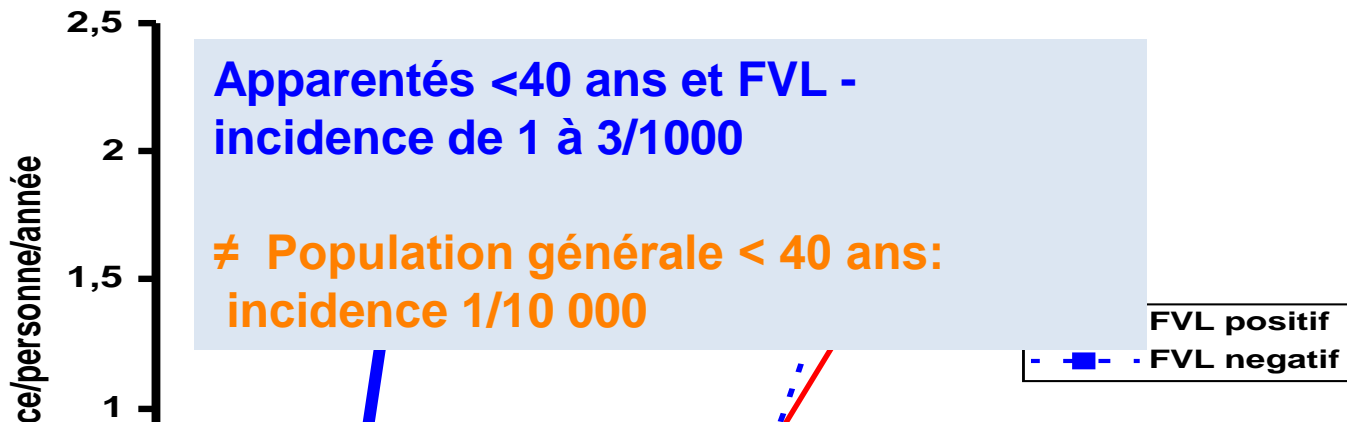 2,5
Apparentés <40 ans et FVL -
incidence de 1 à 3/1000
2
≠ Population générale < 40 ans:
incidence 1/10 000
1,5
FVL positif
FVL negatif
1
ce/personne/année